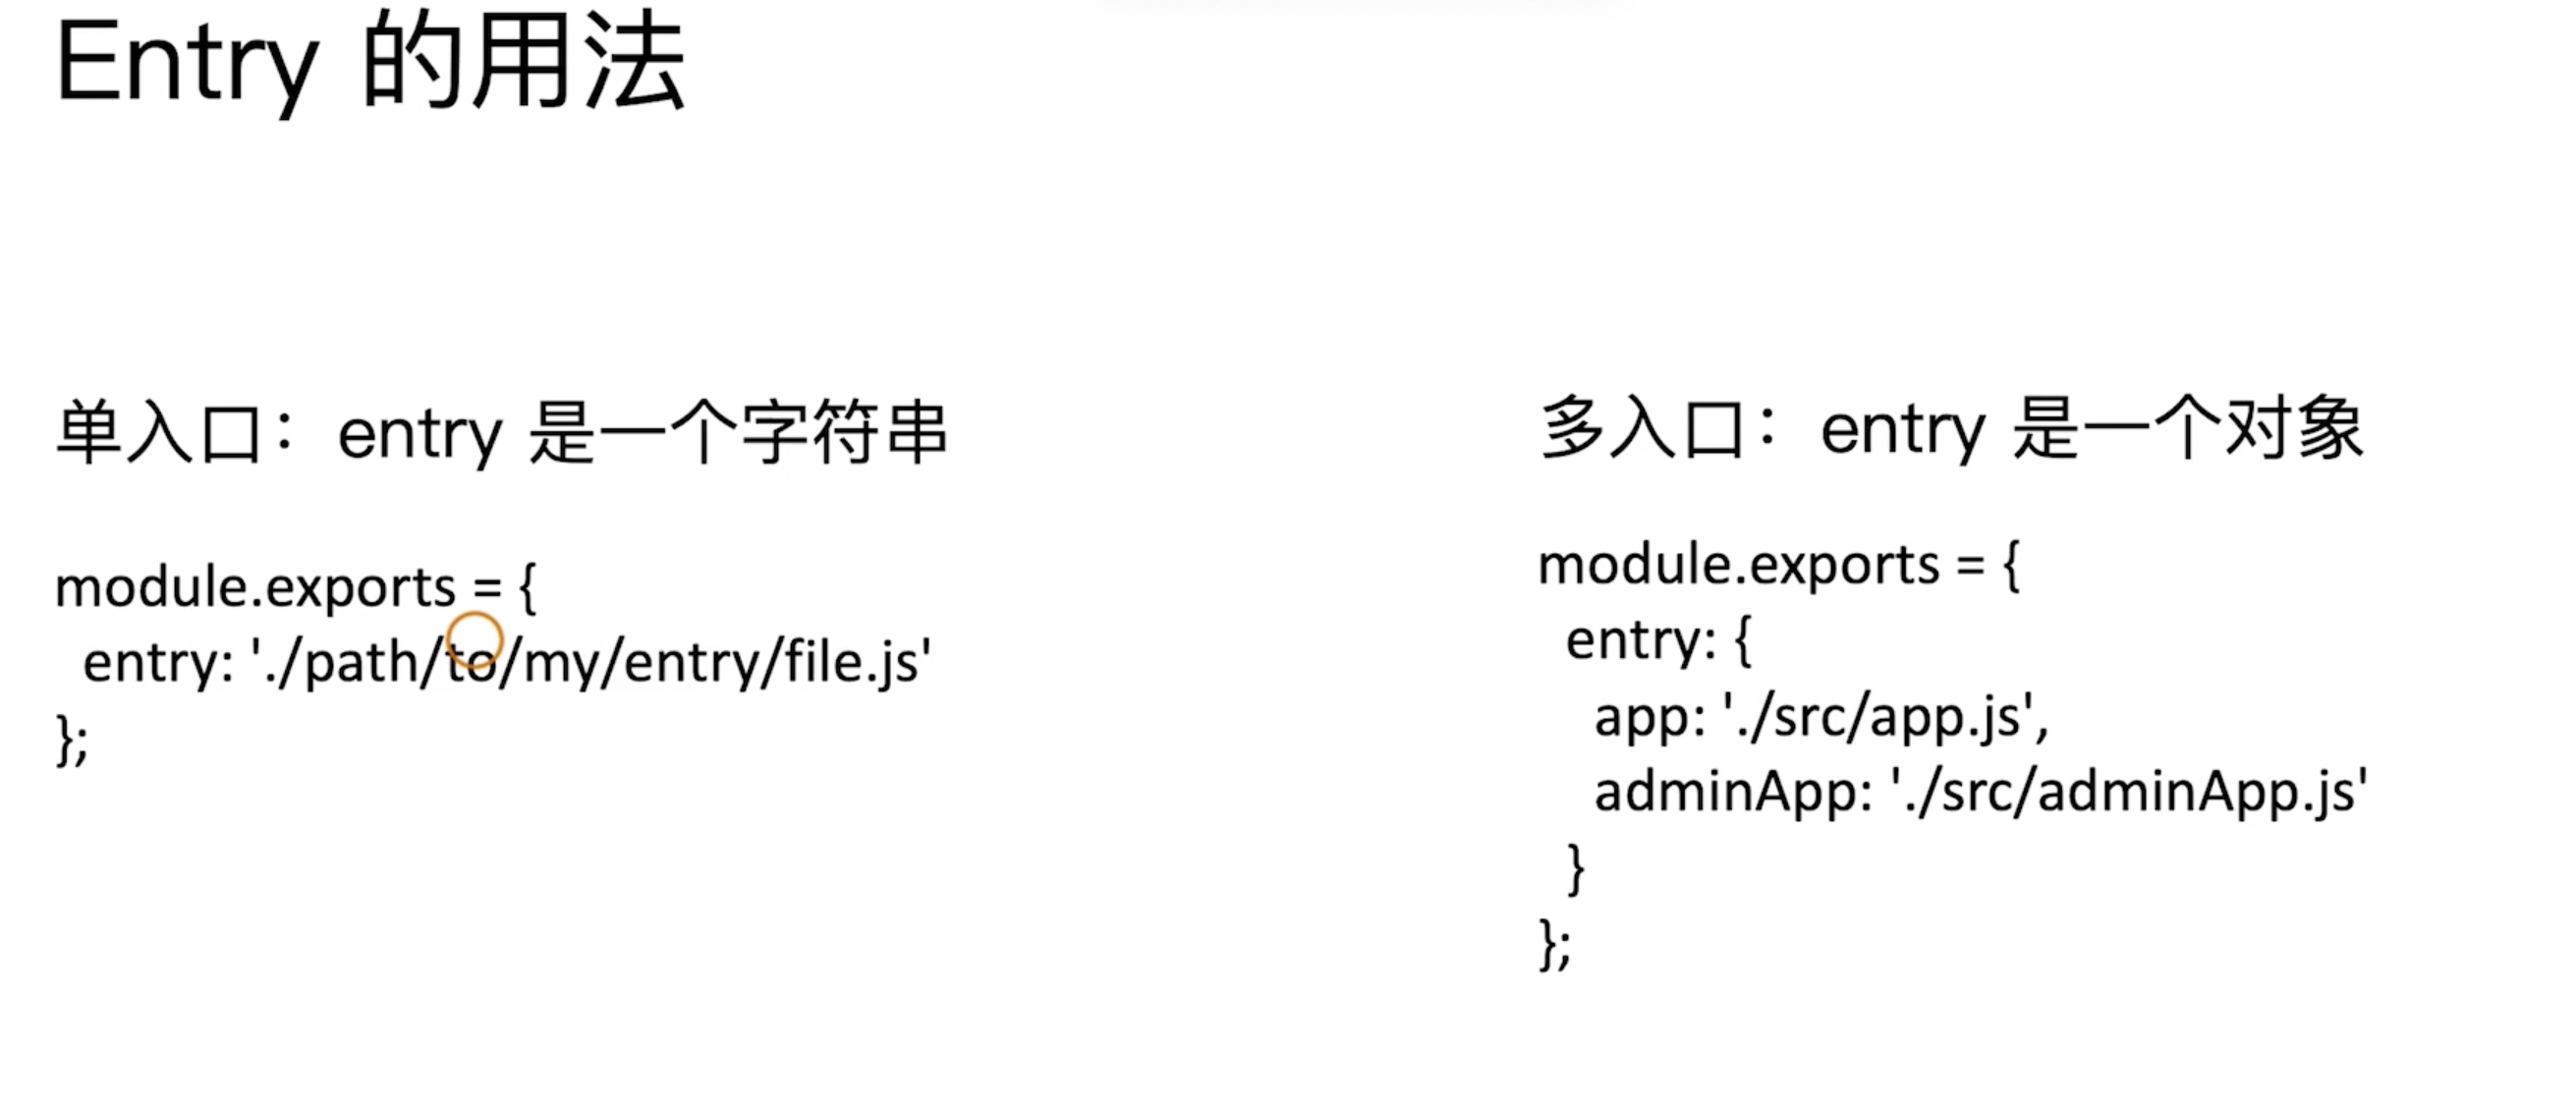 Entry 的用法
单入口：entry 是一个字符串
module.exports = {
  entry: './path/to/my/entry/file.js'
};
多入口：entry 是一个对象
module.exports = {
  entry: {
    app: './src/app.js',
    adminApp: './src/adminApp.js'
  }
};